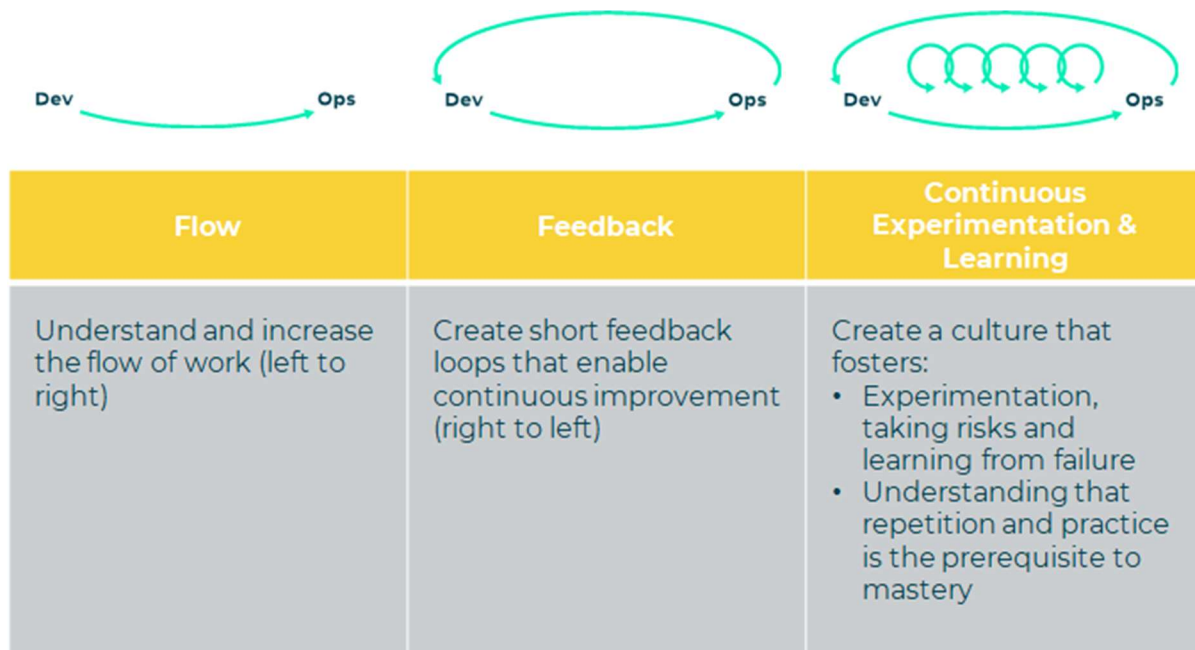 Dev
Ops
Dev
Ops
Dev
Ops
Flow
Feedback
Continuous
Experimentation &
Learning
Understand and increase
the flow of work (left to
right)
Create short feedback
loops that enable
continuous improvement
(right to left)
Create a culture that
fosters:
• Experimentation,
taking risks and
learning from failure
• Understanding that
repetition and practice
is the prerequisite to
mastery